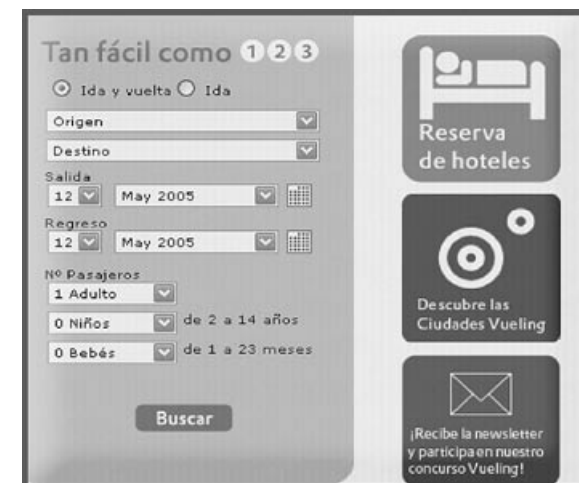 Tan fácil como 1 2 3
Ida y vuelta Ida
Origen
Destino
Salida
12 May 2005
Regreso
12 May 2005
Nº Pasajeros
1 Adulto
0 Niños de 2 a 14 años
0 Bebés de 1 a 23 meses
Buscar
Reserva
de hoteles
Descubre las
Ciudades Vueling
¡Recibe la newsletter
y participa en nuestro
concurso Vueling!